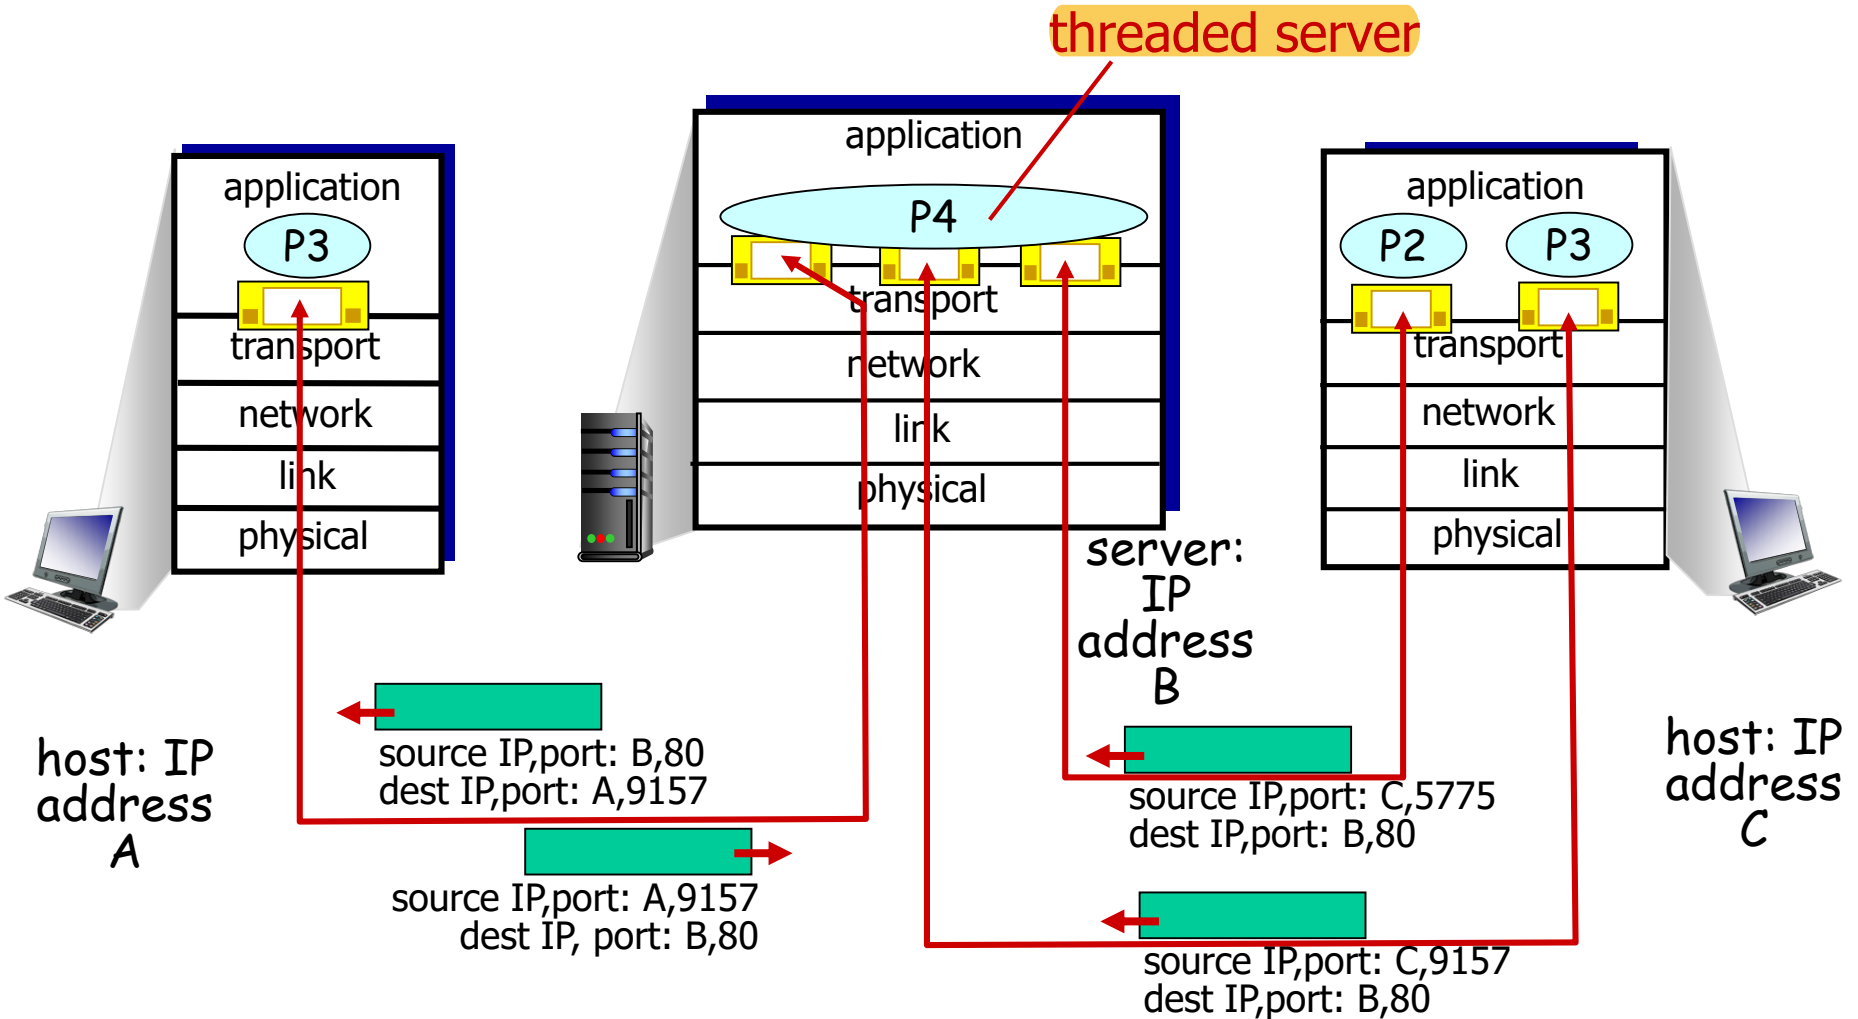 threaded server
application
P3
transport
network
link
physical
application
P4
transport
network
link
physical
application
P2
P3
transport
network
link
physical
server:
IP
address
B
host: IP
address
A
source IP,port: B,80
dest IP,port: A,9157
source IP,port: A,9157
dest IP, port: B,80
source IP,port: C,5775
dest IP,port: B,80
source IP,port: C,9157
dest IP,port: B,80
host: IP
address
C